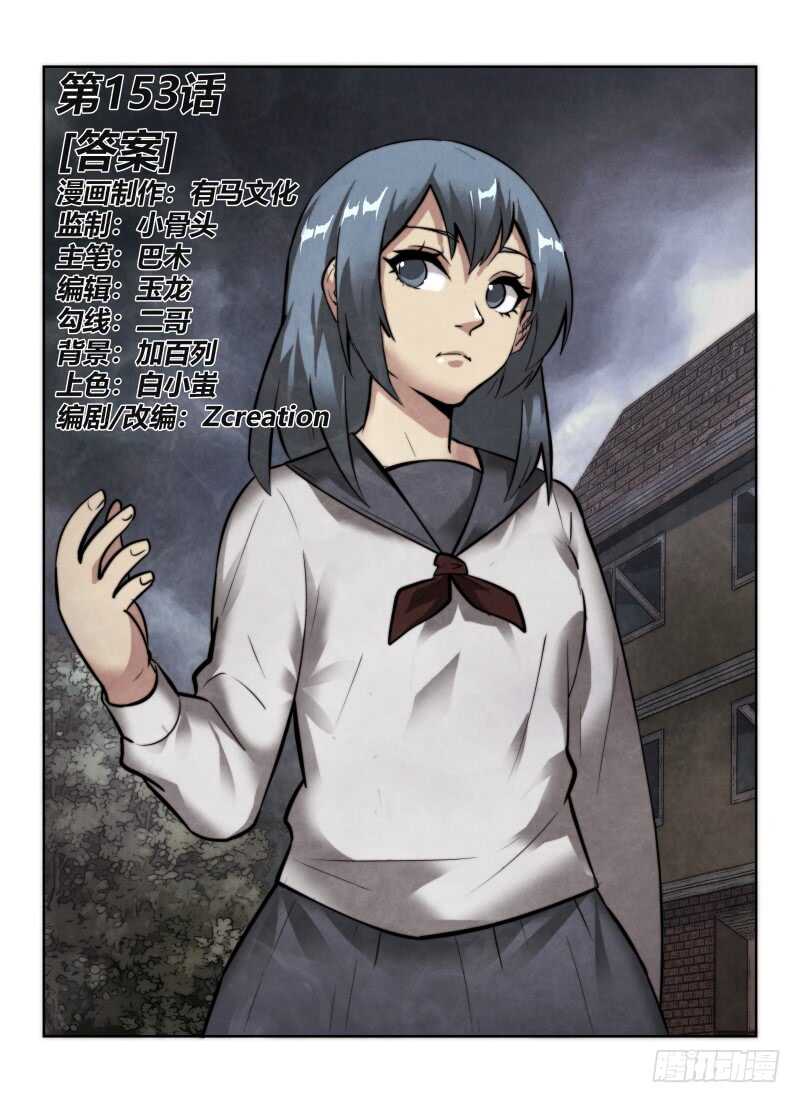 第153话
[答案]
漫画制作：有马文化
监制：小骨头
主笔：巴木
编辑：玉龙
勾线：二哥
背景：加百列
上色：白小蚩
编剧/改编：Zcreation
腾讯动漫